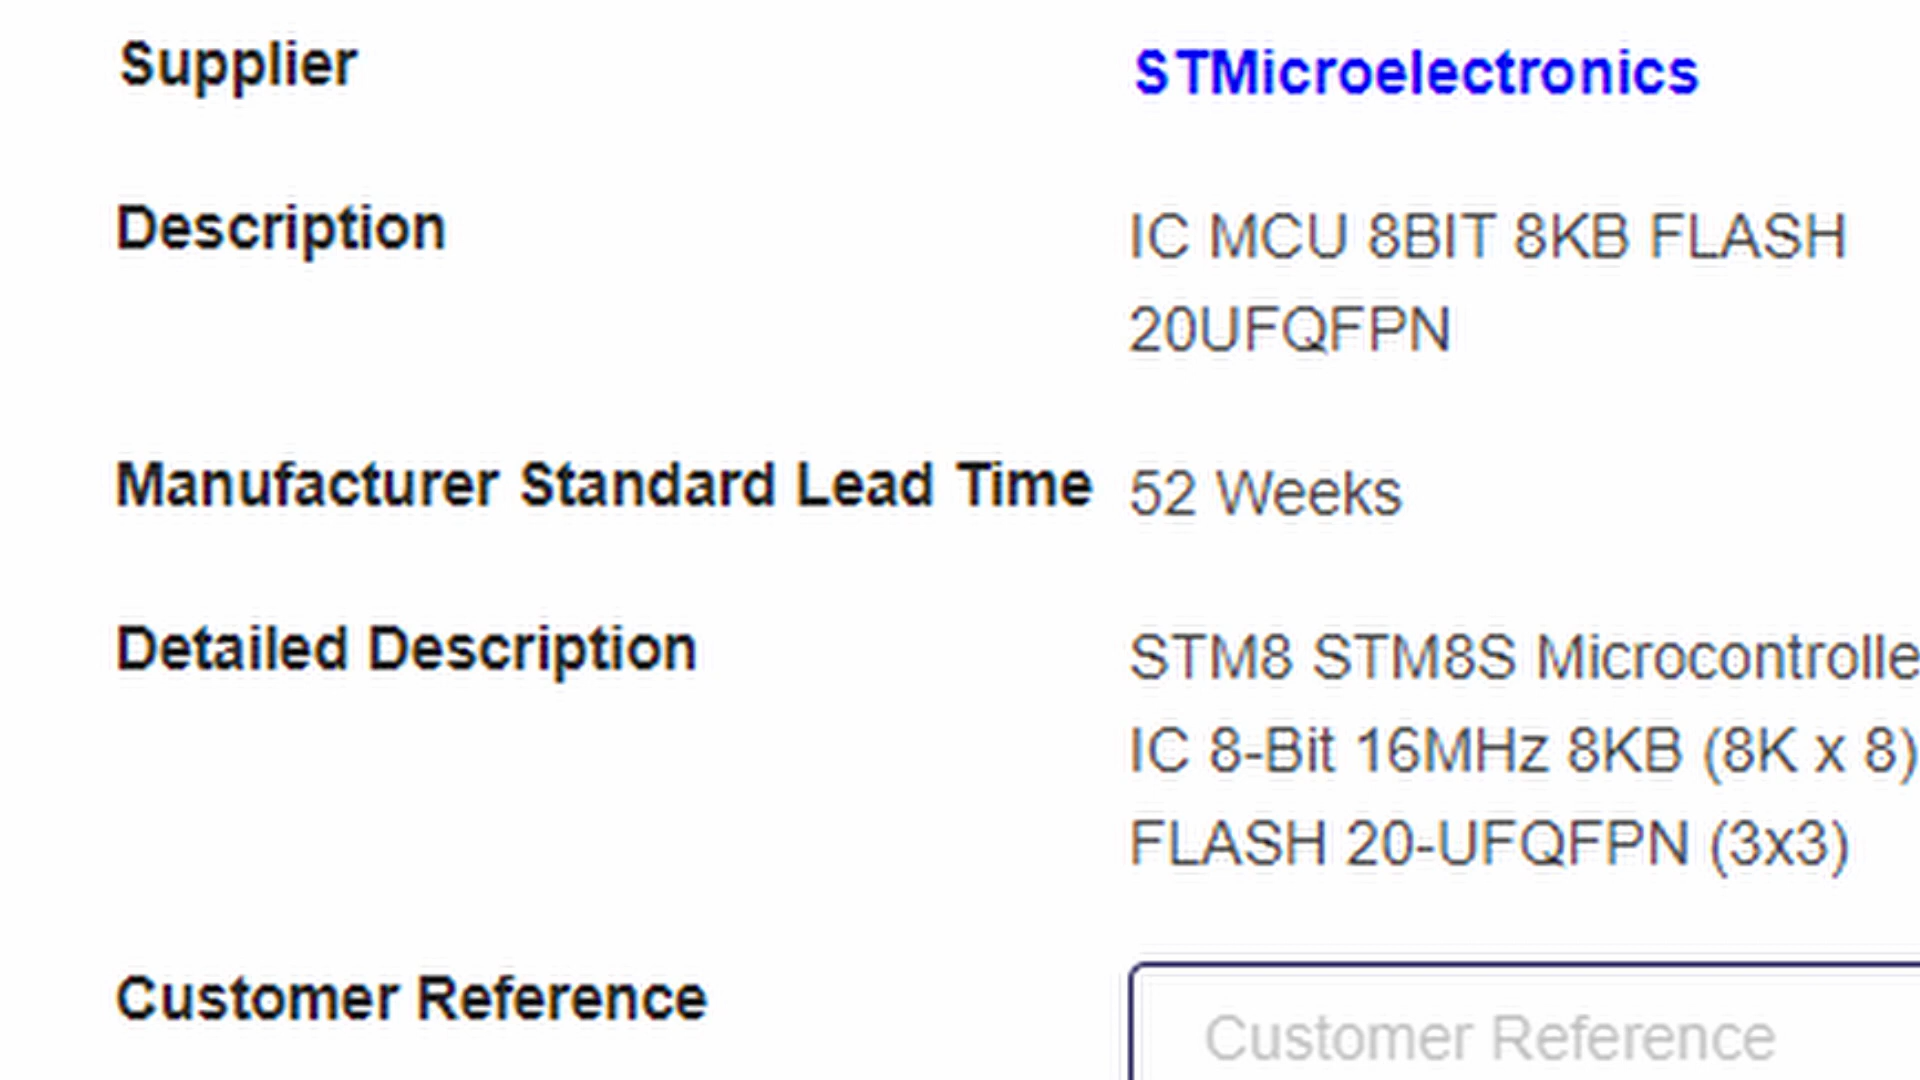 Supplier STMicroelectronics
Description IC MCU 8BIT 8KB FLASH
20UFQFPN
Manufacturer Standard Lead Time 52 Weeks
Detailed Description STM8 STM8S Microcontrolle
IC 8-Bit 16MHz 8KB (8K x 8)
FLASH 20-UFQFPN (3x3)
Customer Reference
Customer Reference